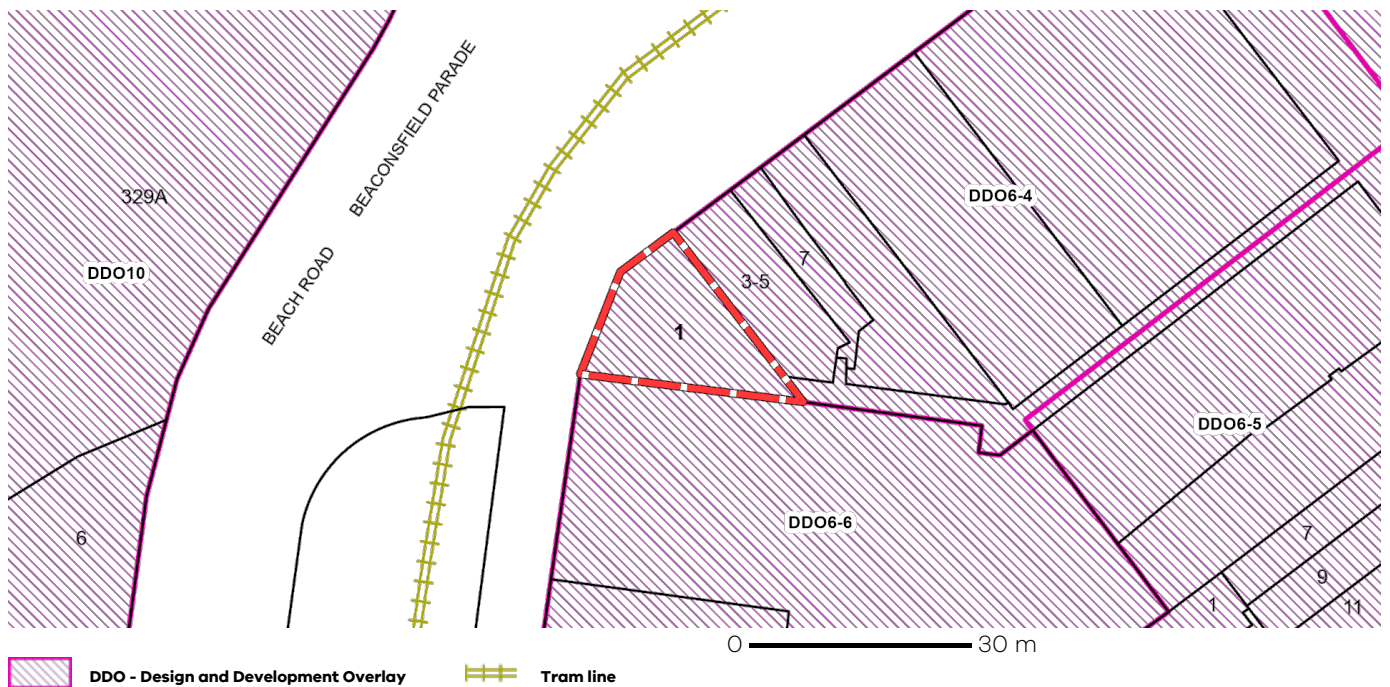 BEACONSFIELD PARADE
329A
DDO6-4
7
DDO10
3-5
BEACH ROAD
1
DDO6-5
DDO6-6
6
7
9
1
11
0 30 m
DDO - Design and Development Overlay
Tram line